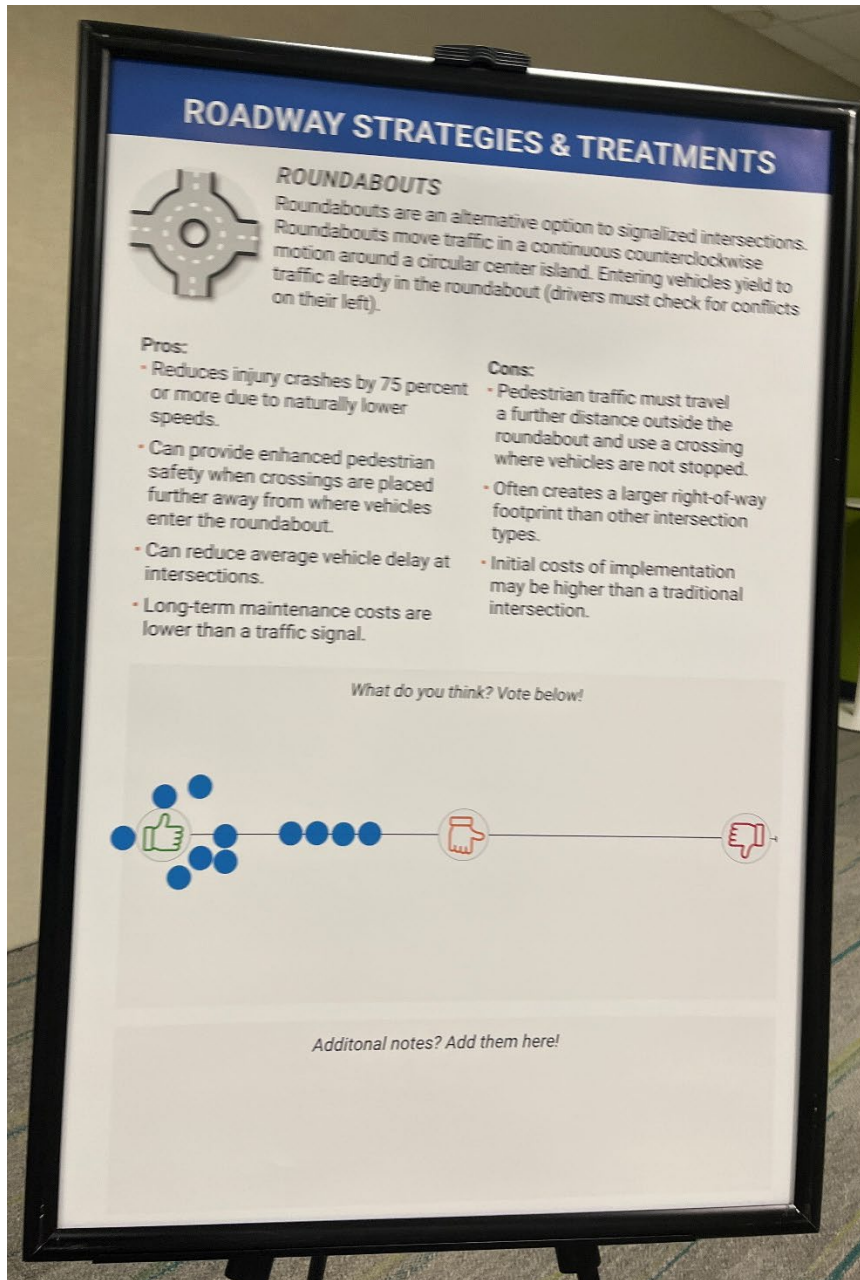 ROADWAY STRATEGIES & TREATMENTS
ROUNDABOUTS
Roundabouts are an alternative option to signalized intersections.
Roundabouts move traffic in a continuous counterclockwise
motion around a circular center island. Entering vehicles yield to
traffic already in the roundabout (drivers must check for conflicts
on their left).
Pros:
• Reduces injury crashes by 75 percent
or more due to naturally lower
speeds.
• Can provide enhanced pedestrian
safety when crossings are placed
further away from where vehicles
enter the roundabout.
• Can reduce average vehicle delay at
intersections.
• Long-term maintenance costs are
lower than a traffic signal.
Cons:
• Pedestrian traffic must travel
a further distance outside the
roundabout and use a crossing
where vehicles are not stopped.
• Often creates a larger right-of-way
footprint than other intersection
types.
• Initial costs of implementation
may be higher than a traditional
intersection.
What do you think? Vote below!
Additonal notes? Add them here!